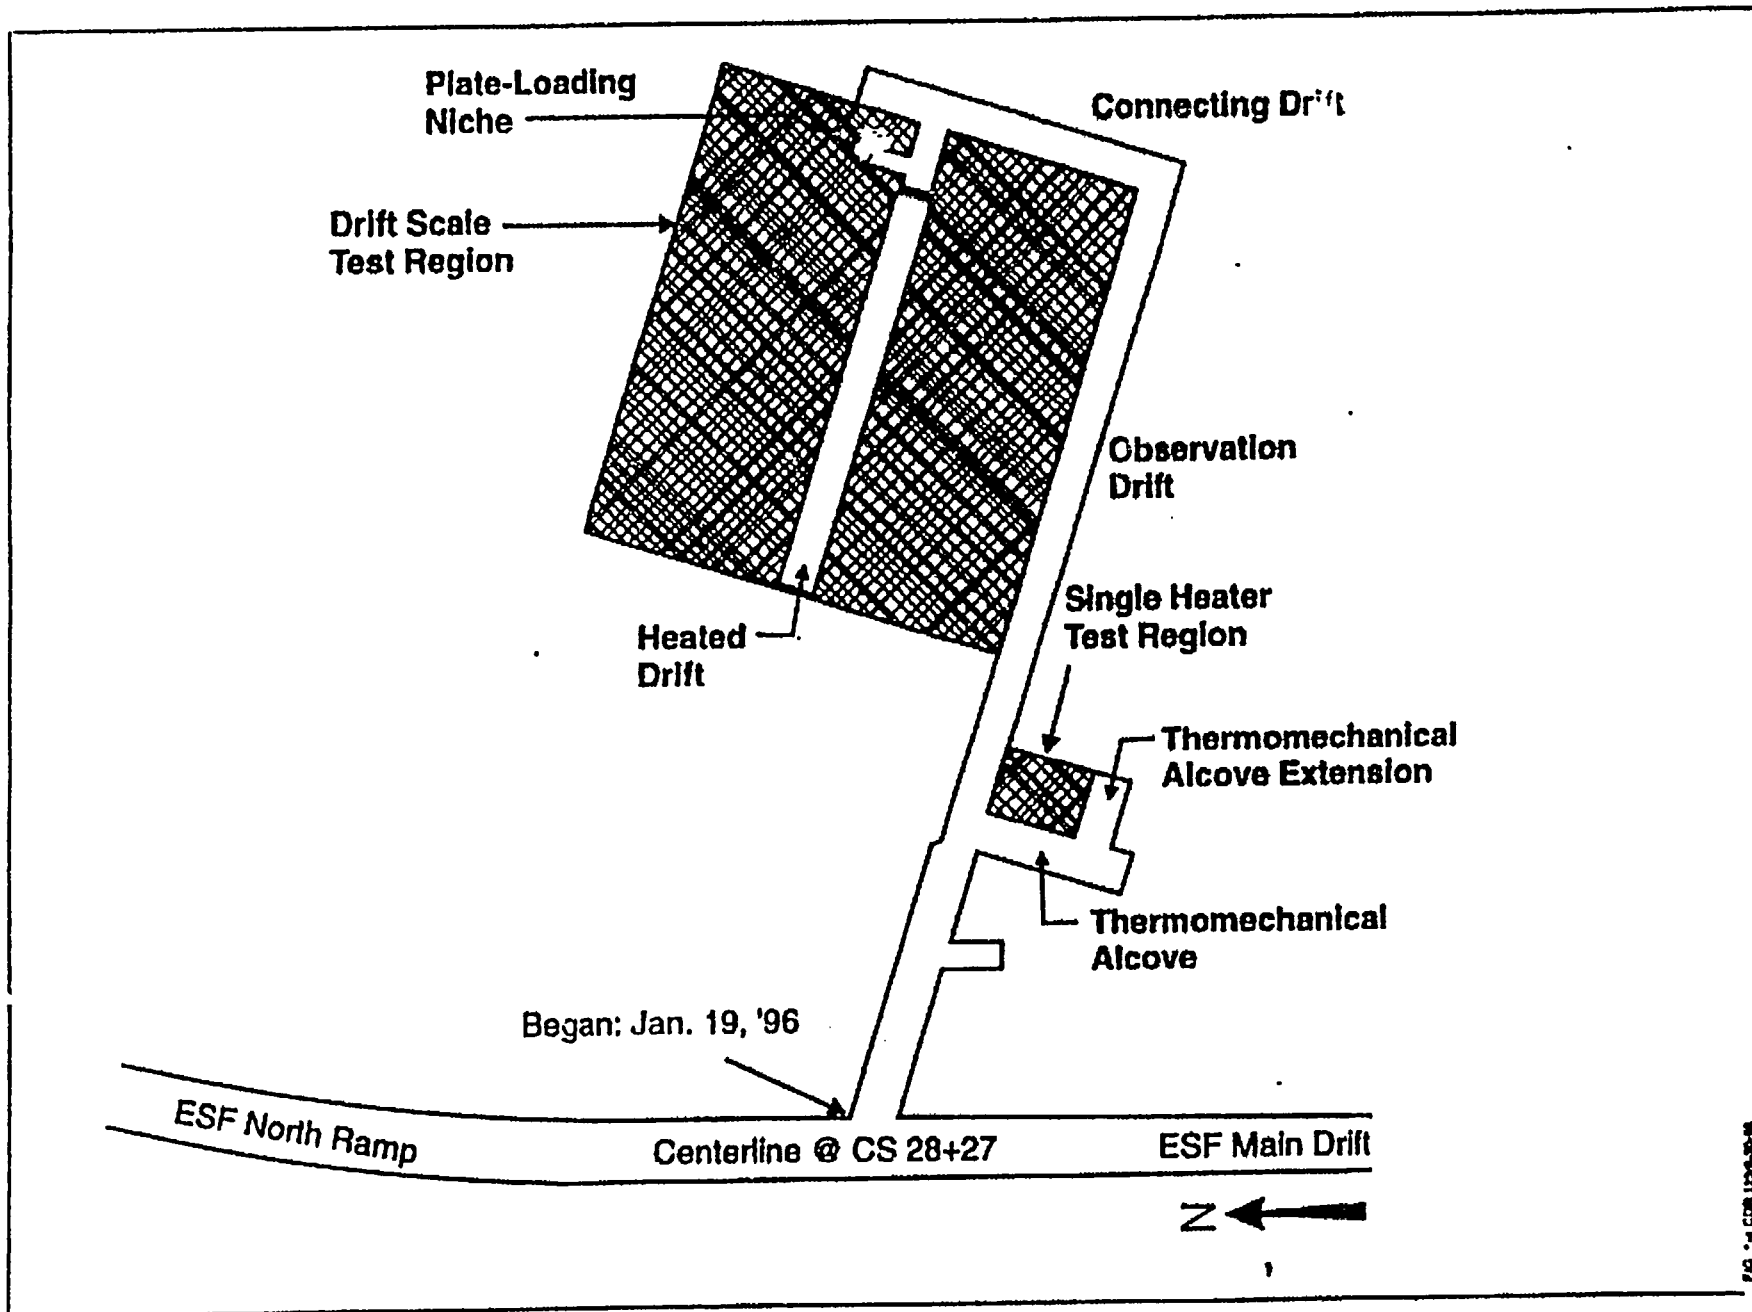 Plate-Loading
Niche
Connecting Drift
Drift Scale
Test Region
Observation
Drift
Single Heater
Test Region
Heated
Drift
Thermomechanical
Alcove Extension
Thermomechanical
Alcove
Began: Jan. 19, '96
ESF North Ramp
Centerline @ CS 28+27
ESF Main Drift
N